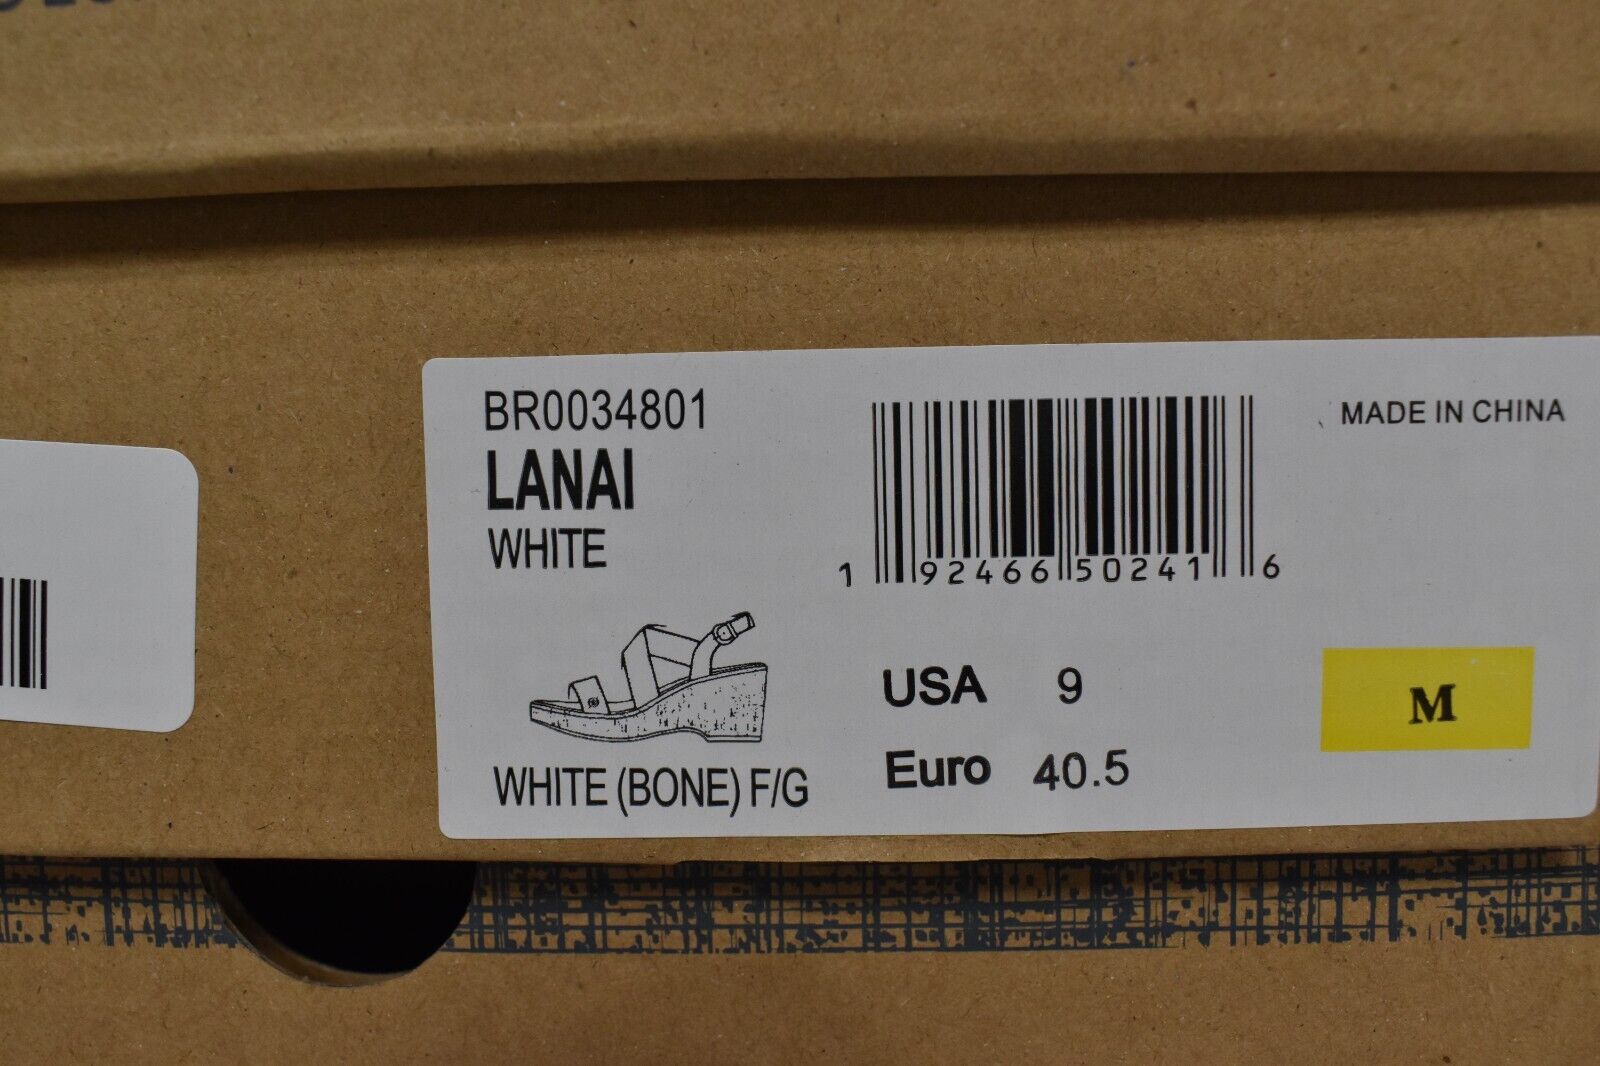 BR0034801
LANAI
WHITE
1 92466 50241 6
MADE IN CHINA
USA 9
M
Euro 40.5
WHITE (BONE) F/G